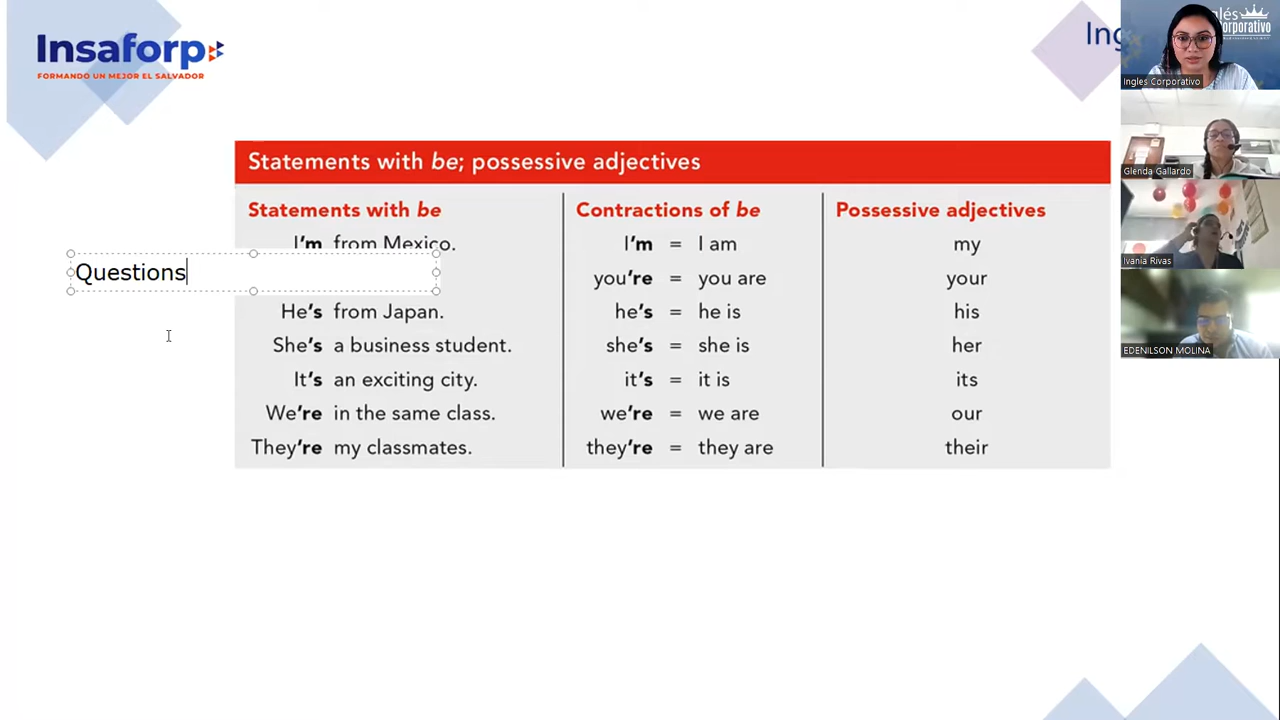 Insaforp
FORMANDO UN MEJOR EL SALVADOR
Ing
Inglés Corporativo
Glenda Gallardo
Ivania Rivas
EDENILSON MOLINA
Statements with be; possessive adjectives
Statements with be Contractions of be Possessive adjectives
I'm from Mexico. I'm = I am my
Questions you're = you are your
He's from Japan. he's = he is his
She's a business student. she's = she is her
It's an exciting city. it's = it is its
We're in the same class. we're = we are our
They're my classmates. they're = they are their